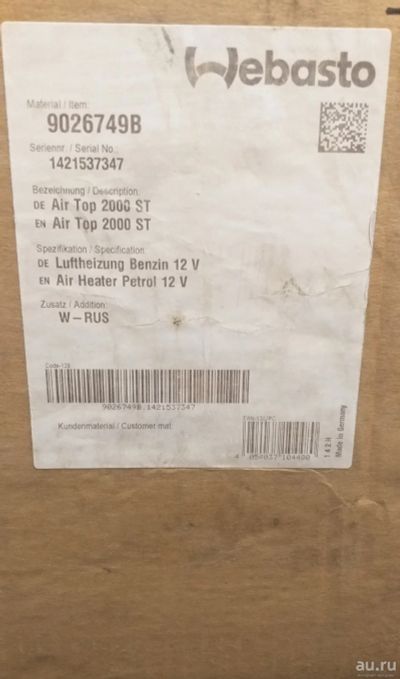 Webasto
Material / Item:
9026749B
Seriennr. / Serial No.:
1421537347
Bezeichnung / Description:
DE Air Top 2000 ST
EN Air Top 2000 ST
Spezifikation / Specification:
DE Luftheizung Benzin 12 V
EN Air Heater Petrol 12 V
Zusatz / Addition:
W-RUS
Code-128
9026749B.1421537347
Kundenmaterial / Customer mat.
142H
Made in Germany
au.ru